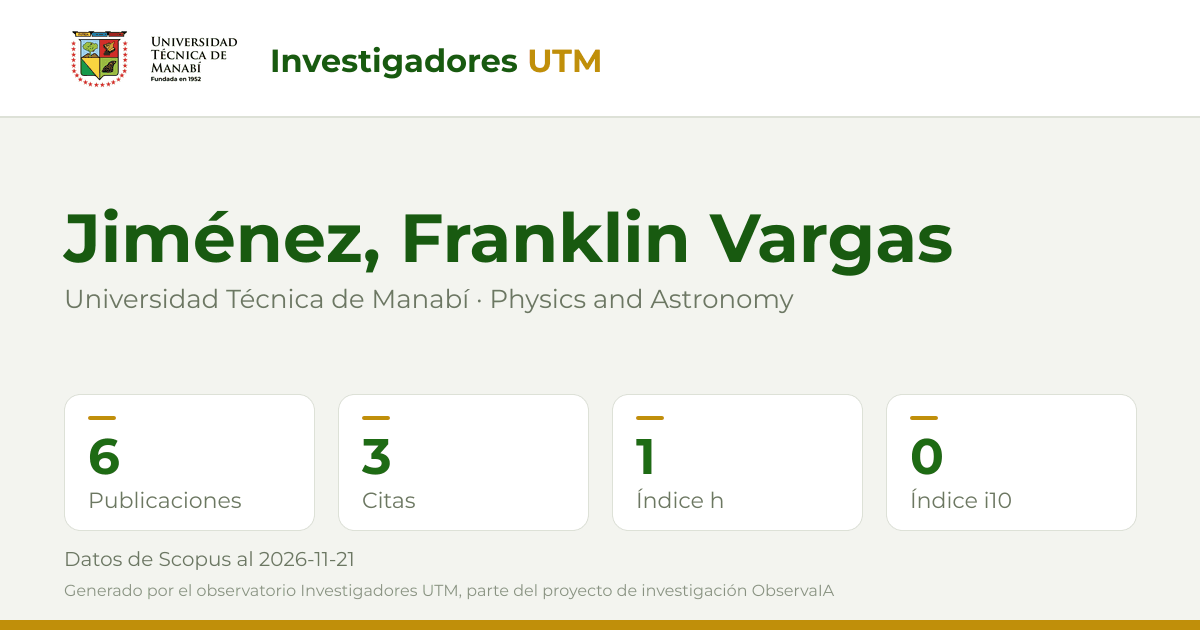 UNIVERSIDAD
TÉCNICA DE
MANABÍ
Fundada en 1952
Investigadores UTM
Jiménez, Franklin Vargas
Universidad Técnica de Manabí · Physics and Astronomy
6
Publicaciones
3
Citas
1
Índice h
0
Índice i10
Datos de Scopus al 2026-11-21
Generado por el observatorio Investigadores UTM, parte del proyecto de investigación ObservaIA